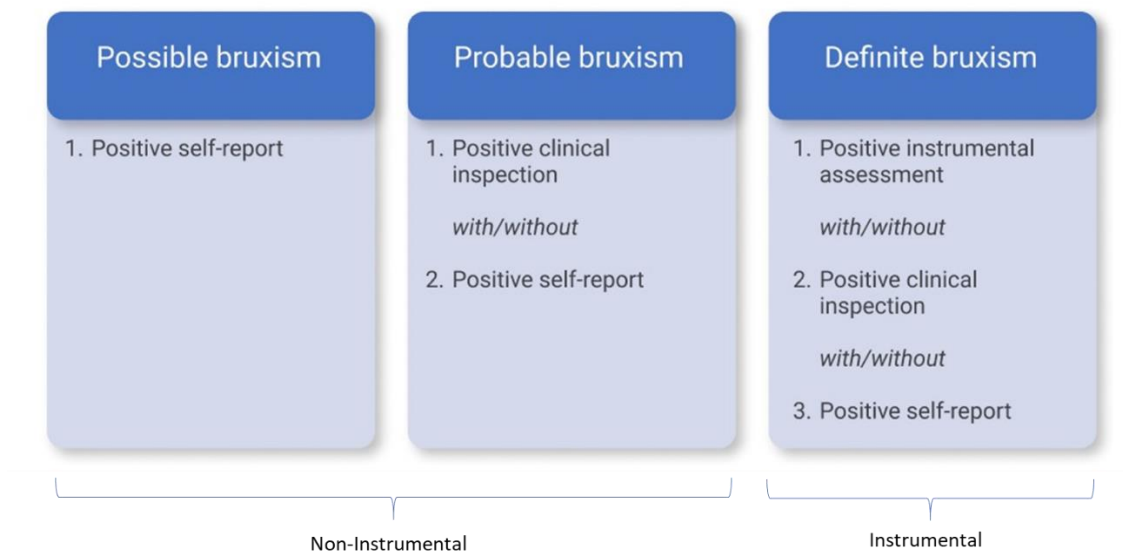 Possible bruxism
1. Positive self-report
Probable bruxism
1. Positive clinical
inspection
with/without
2. Positive self-report
Definite bruxism
1. Positive instrumental
assessment
with/without
2. Positive clinical
inspection
with/without
3. Positive self-report
Non-Instrumental
Instrumental